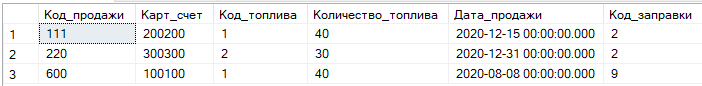 Код_продажи Карт_счет Код_топлива Количество_топлива Дата_продажи Код_заправки
1 111 200200 1 40 2020-12-15 00:00:00.000 2
2 220 300300 2 30 2020-12-31 00:00:00.000 2
3 600 100100 1 40 2020-08-08 00:00:00.000 9